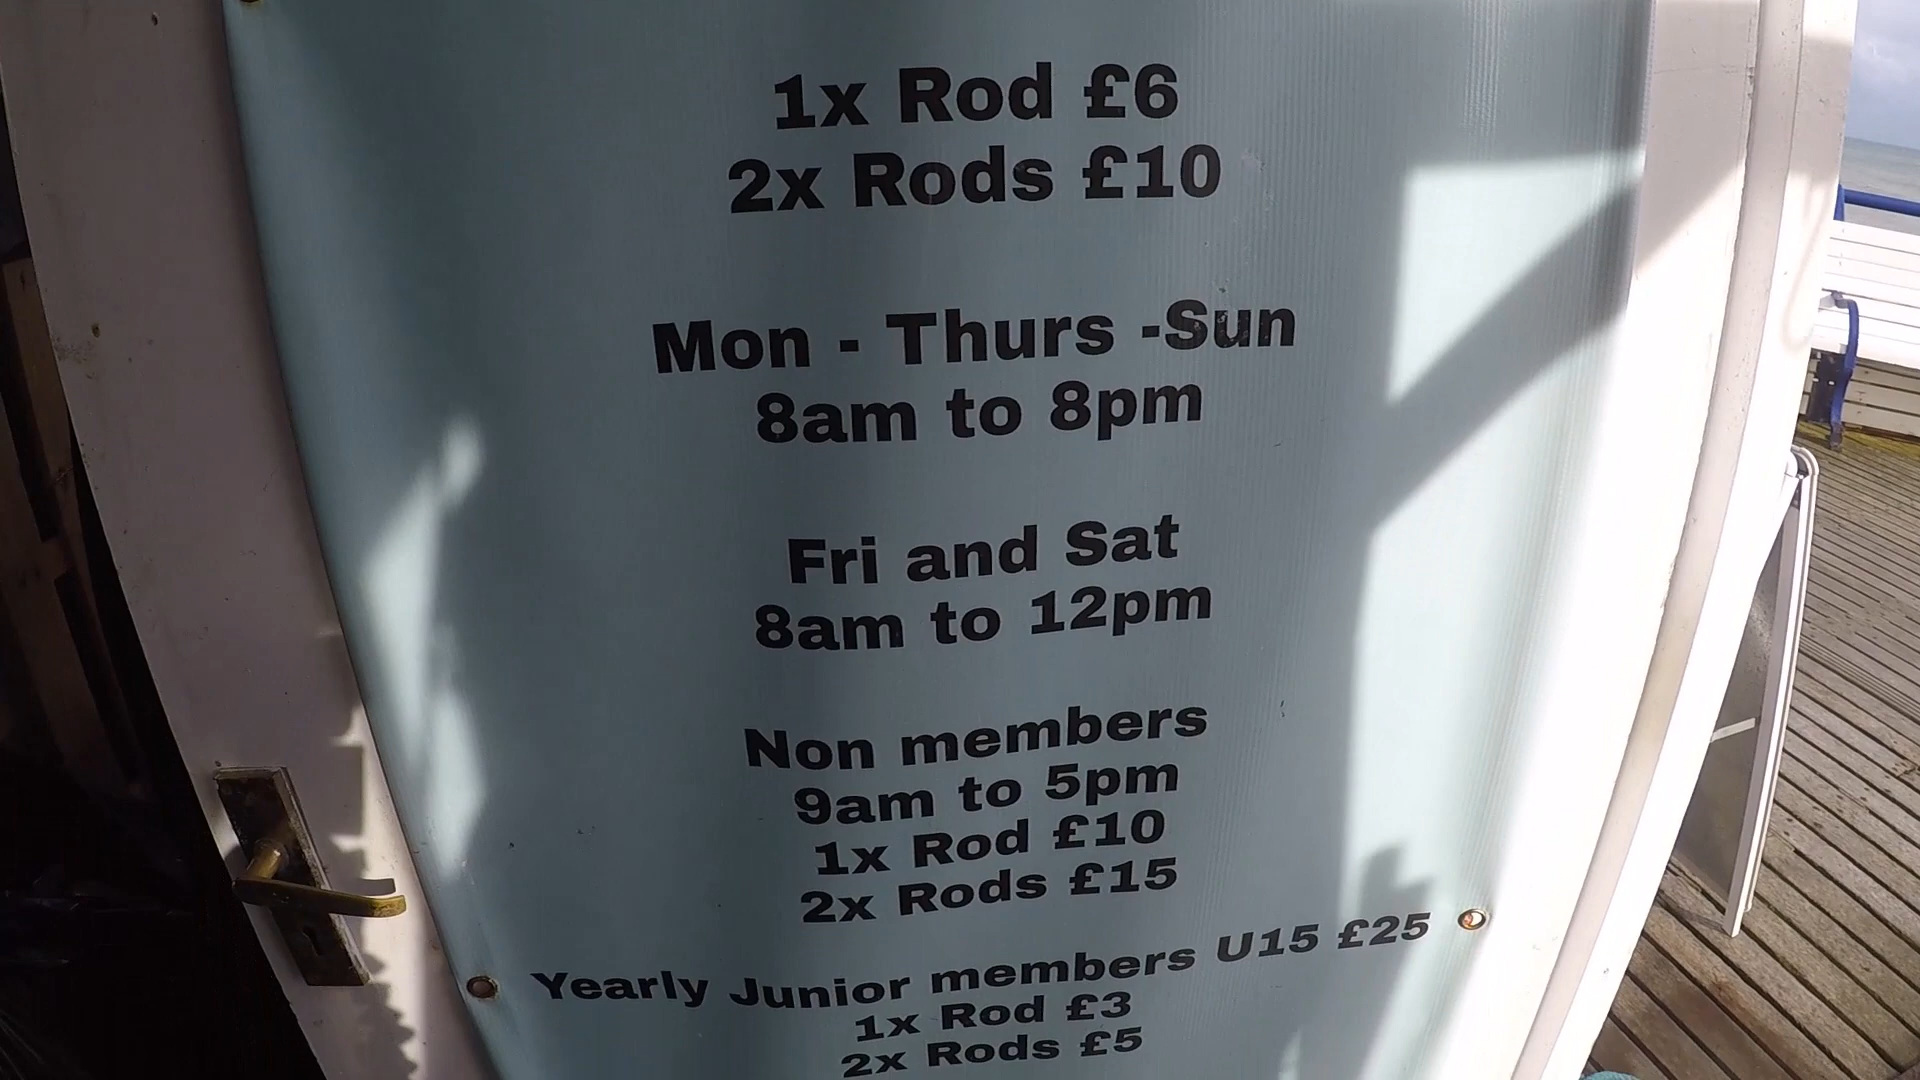 1x Rod £6
2x Rods £10
Mon - Thurs -Sun
8am to 8pm
Fri and Sat
8am to 12pm
Non members
9am to 5pm
1x Rod £10
2x Rods £15
Yearly Junior members U15 £25
1x Rod £3
2x Rods £5